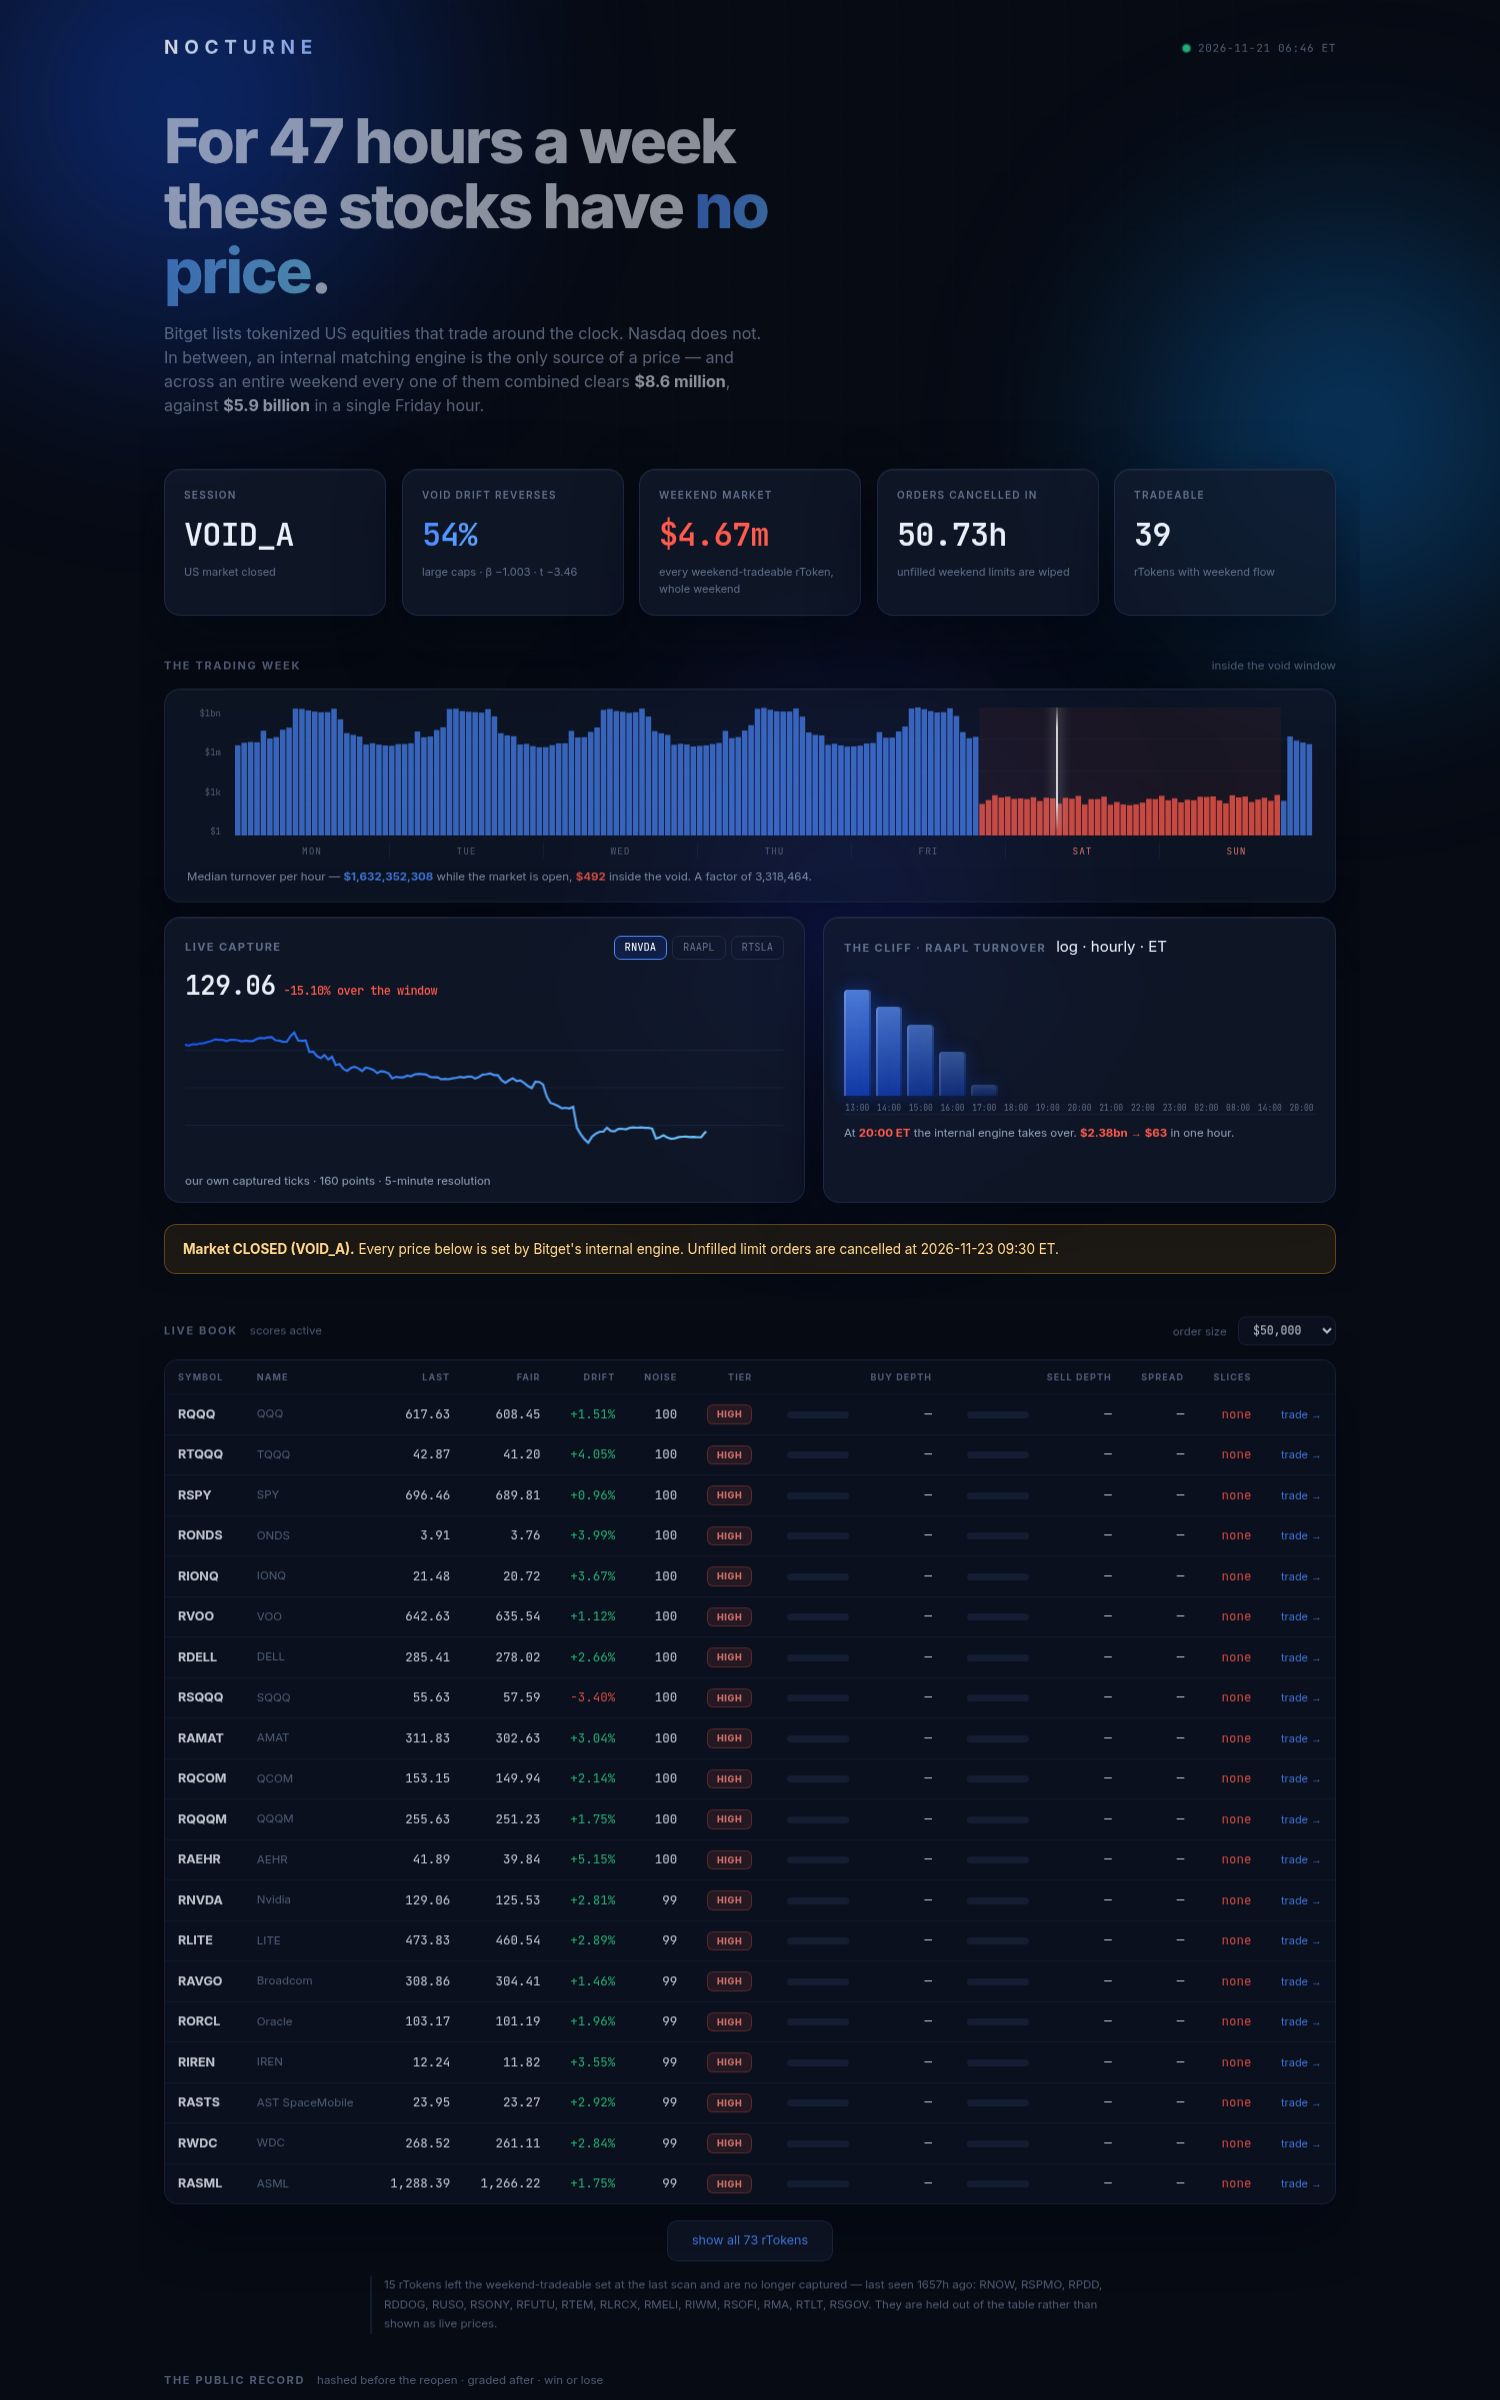 NOCTURNE
2026-11-21 06:46 ET
For 47 hours a week
these stocks have no
price.
Bitget lists tokenized US equities that trade around the clock. Nasdaq does not.
In between, an internal matching engine is the only source of a price — and
across an entire weekend every one of them combined clears $8.6 million,
against $5.9 billion in a single Friday hour.
SESSION
VOID_A
US market closed
VOID DRIFT REVERSES
54%
large caps · β −1.003 · t −3.46
WEEKEND MARKET
$4.67m
every weekend-tradeable rToken,
whole weekend
ORDERS CANCELLED IN
50.73h
unfilled weekend limits are wiped
TRADEABLE
39
rTokens with weekend flow
THE TRADING WEEK
inside the void window
$1bn
$1m
$1k
$1
MON TUE WED THU FRI SAT SUN
Median turnover per hour — $1,632,352,308 while the market is open, $492 inside the void. A factor of 3,318,464.
LIVE CAPTURE
RNVDA RAAPL RTSLA
129.06 -15.10% over the window
our own captured ticks · 160 points · 5-minute resolution
THE CLIFF · RAAPL TURNOVER log · hourly · ET
13:00 14:00 15:00 16:00 17:00 18:00 19:00 20:00 21:00 22:00 23:00 02:00 08:00 14:00 20:00
At 20:00 ET the internal engine takes over. $2.38bn → $63 in one hour.
Market CLOSED (VOID_A). Every price below is set by Bitget's internal engine. Unfilled limit orders are cancelled at 2026-11-23 09:30 ET.
LIVE BOOK scores active
order size $50,000
SYMBOL NAME LAST FAIR DRIFT NOISE TIER BUY DEPTH SELL DEPTH SPREAD SLICES
RQQQ QQQ 617.63 608.45 +1.51% 100 HIGH — — — none trade →
RTQQQ TQQQ 42.87 41.20 +4.05% 100 HIGH — — — none trade →
RSPY SPY 696.46 689.81 +0.96% 100 HIGH — — — none trade →
RONDS ONDS 3.91 3.76 +3.99% 100 HIGH — — — none trade →
RIONQ IONQ 21.48 20.72 +3.67% 100 HIGH — — — none trade →
RVOO VOO 642.63 635.54 +1.12% 100 HIGH — — — none trade →
RDELL DELL 285.41 278.02 +2.66% 100 HIGH — — — none trade →
RSQQQ SQQQ 55.63 57.59 -3.40% 100 HIGH — — — none trade →
RAMAT AMAT 311.83 302.63 +3.04% 100 HIGH — — — none trade →
RQCOM QCOM 153.15 149.94 +2.14% 100 HIGH — — — none trade →
RQQQM QQQM 255.63 251.23 +1.75% 100 HIGH — — — none trade →
RAEHR AEHR 41.89 39.84 +5.15% 100 HIGH — — — none trade →
RNVDA Nvidia 129.06 125.53 +2.81% 99 HIGH — — — none trade →
RLITE LITE 473.83 460.54 +2.89% 99 HIGH — — — none trade →
RAVGO Broadcom 308.86 304.41 +1.46% 99 HIGH — — — none trade →
RORCL Oracle 103.17 101.19 +1.96% 99 HIGH — — — none trade →
RIREN IREN 12.24 11.82 +3.55% 99 HIGH — — — none trade →
RASTS AST SpaceMobile 23.95 23.27 +2.92% 99 HIGH — — — none trade →
RWDC WDC 268.52 261.11 +2.84% 99 HIGH — — — none trade →
RASML ASML 1,288.39 1,266.22 +1.75% 99 HIGH — — — none trade →
show all 73 rTokens
15 rTokens left the weekend-tradeable set at the last scan and are no longer captured — last seen 1657h ago: RNOW, RSPMO, RPDD,
RDDOG, RUSO, RSONY, RFUTU, RTEM, RLRCX, RMELI, RIWM, RSOFI, RMA, RTLT, RSGOV. They are held out of the table rather than
shown as live prices.
THE PUBLIC RECORD hashed before the reopen · graded after · win or lose